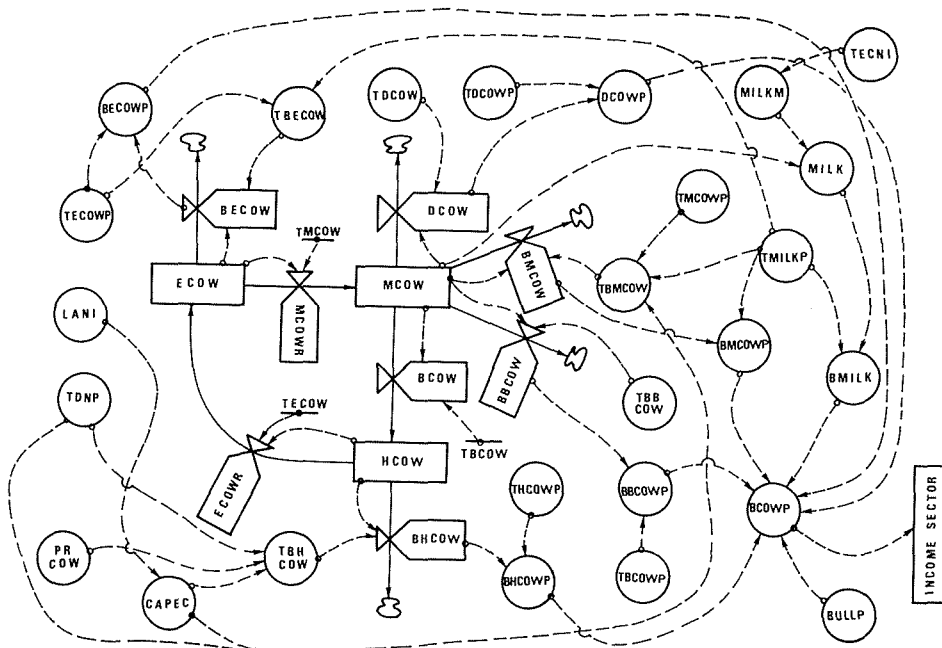 TECNI
BECOWP
TBECOW
TDCOW
TDCOWP
DCOWP
MILKM
MILK
TECOWP
BECOW
DCOW
TMCOWP
TMCOW
TMILKP
ECOW
MCOW
BMCOW
TBMCOW
LANI
MCOWR
BMCOWP
BCOW
BBCOW
BMILK
TDNP
TECOW
TBB
COW
TBCOW
HCOW
ECOWR
THCOWP
BBCOWP
BCOWP
PR
COW
TBH
COW
BHCOW
BHCOWP
TBCOWP
CAPEC
BULLP
INCOME SECTOR